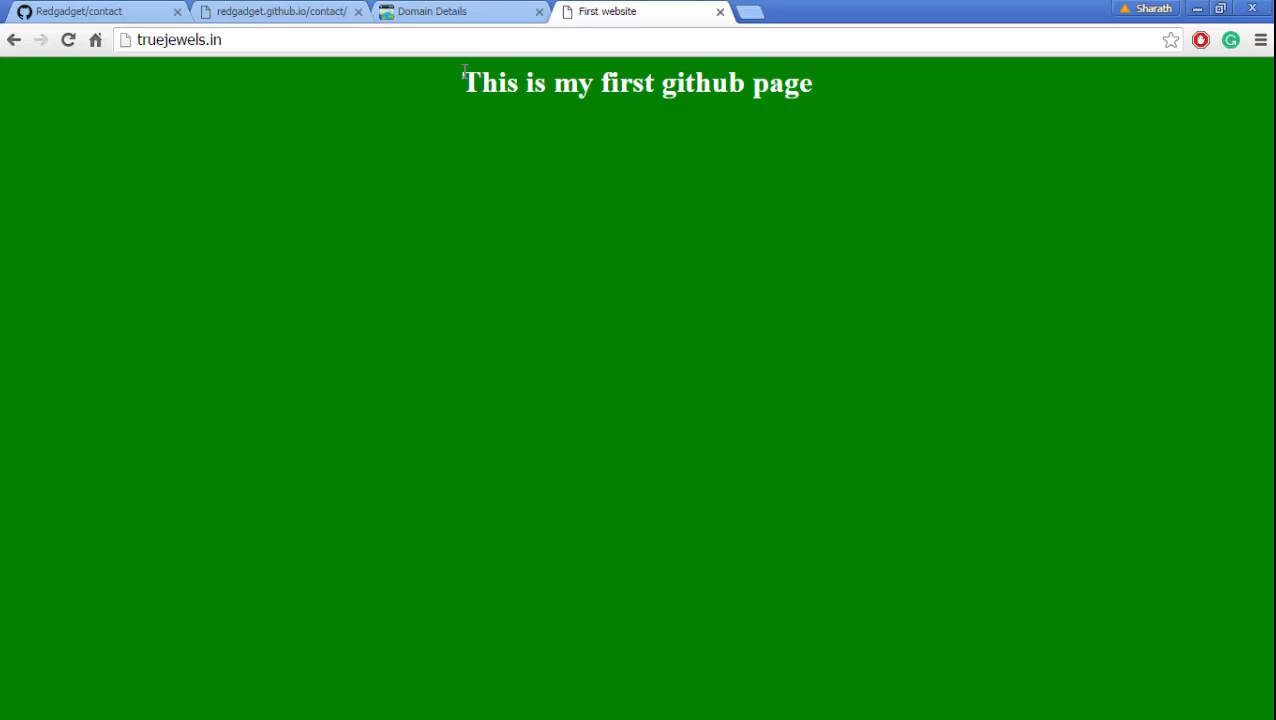 Redgadget/contact
redgadget.github.io/contact/
Domain Details
First website
Sharath
truejewels.in
This is my first github page